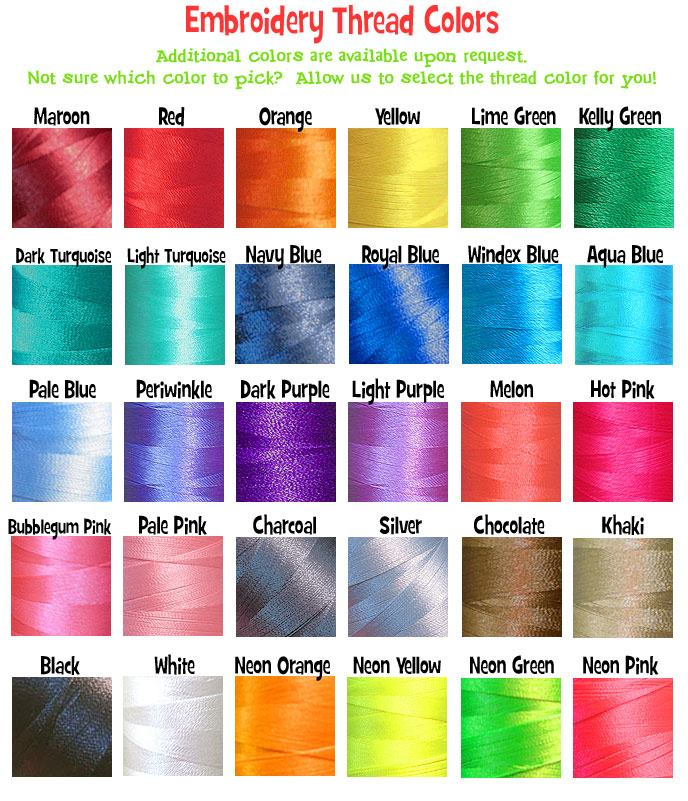 Embroidery Thread Colors
Additional colors are available upon request.
Not sure which color to pick? Allow us to select the thread color for you!
Maroon Red Orange Yellow Lime Green Kelly Green
Dark Turquoise Light Turquoise Navy Blue Royal Blue Windex Blue Aqua Blue
Pale Blue Periwinkle Dark Purple Light Purple Melon Hot Pink
Bubblegum Pink Pale Pink Charcoal Silver Chocolate Khaki
Black White Neon Orange Neon Yellow Neon Green Neon Pink